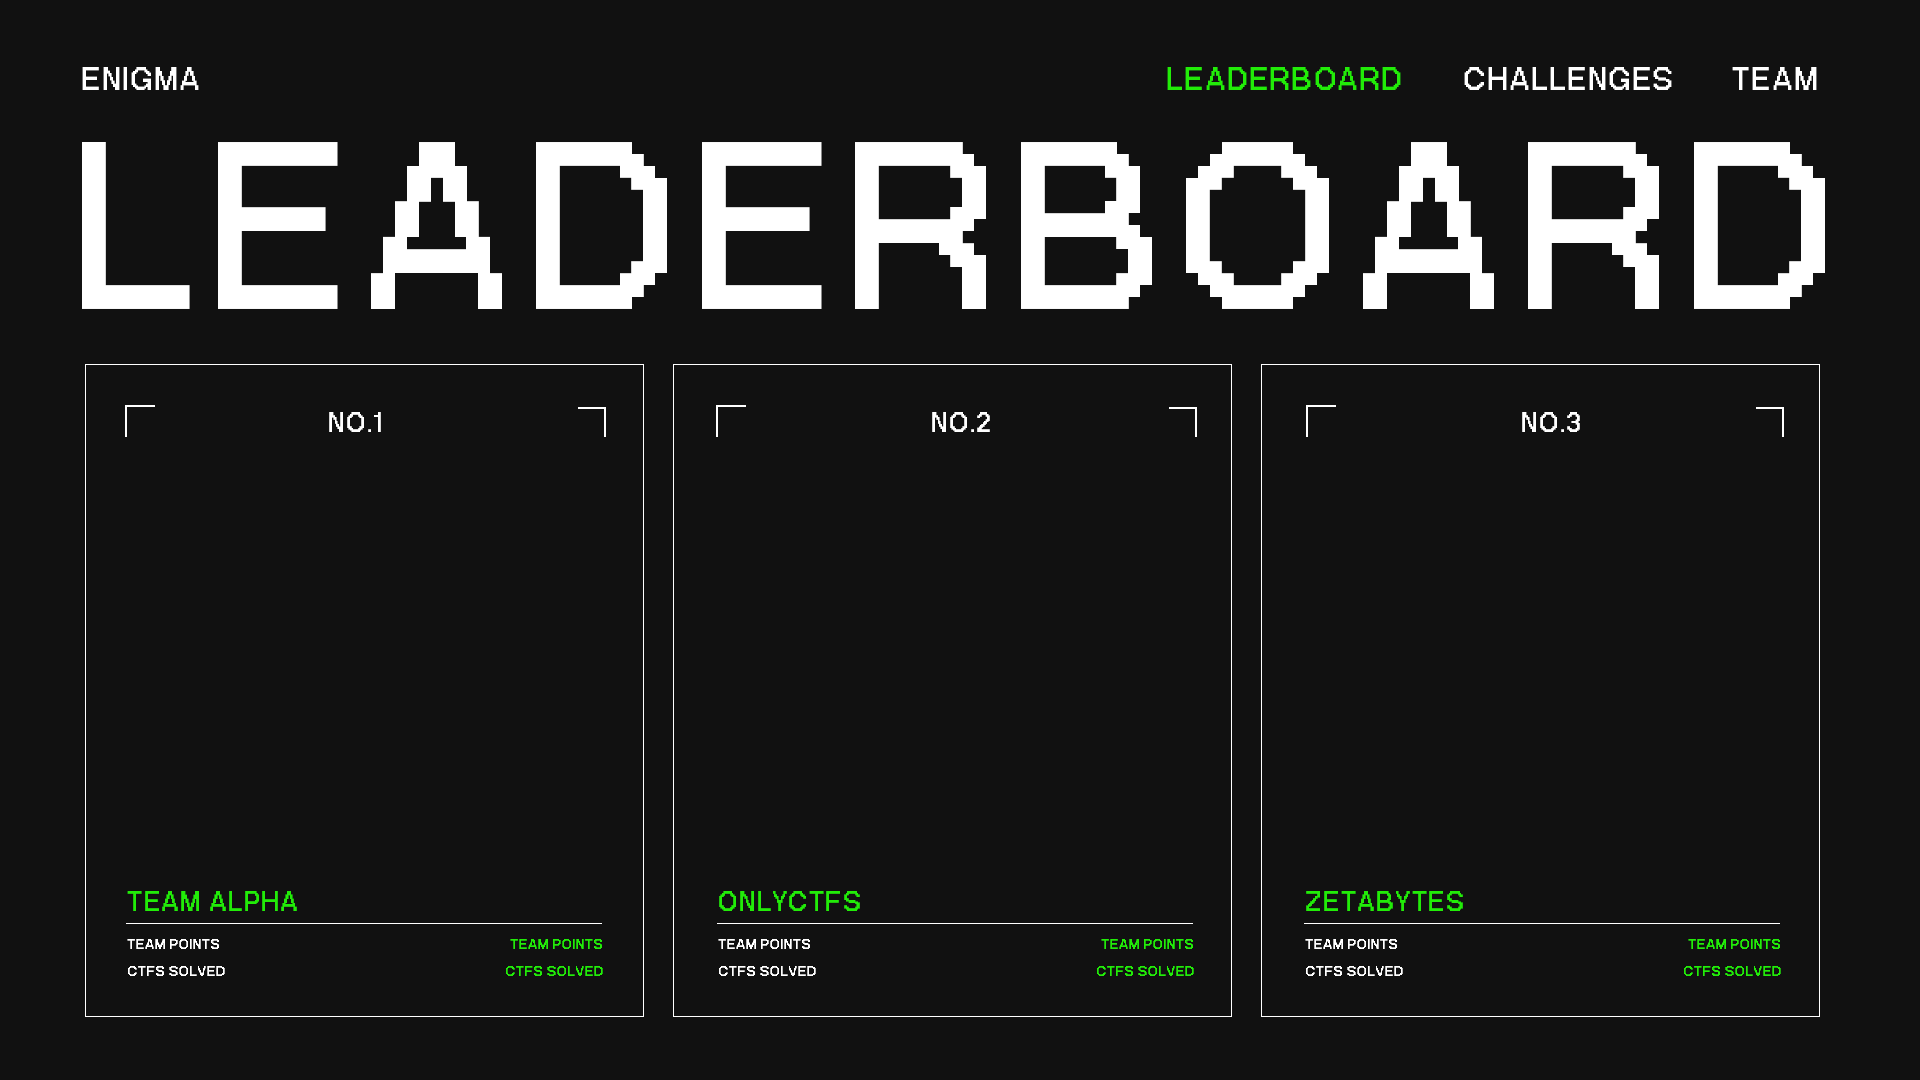 ENIGMA LEADERBOARD CHALLENGES TEAM
LEADERBOARD
NO.1
TEAM ALPHA
TEAM POINTS TEAM POINTS
CTFS SOLVED CTFS SOLVED
NO.2
ONLYCTFS
TEAM POINTS TEAM POINTS
CTFS SOLVED CTFS SOLVED
NO.3
ZETABYTES
TEAM POINTS TEAM POINTS
CTFS SOLVED CTFS SOLVED